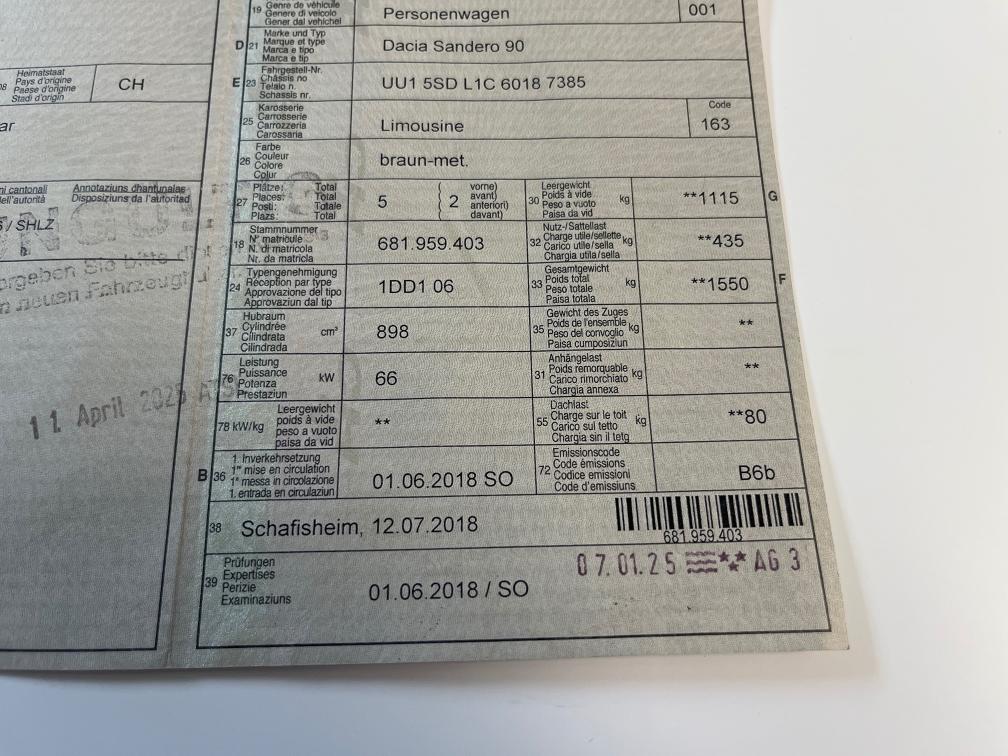 08
Heimatstaat
Pays d'origine
Paese d'origine
Stadi d'origin
CH
ar
ni cantonali
dell'autorità
Annotaziuns chantunalas
Disposiziuns da l'autoritad
/ SHLZ
11. April 2025
19
Genre de véhicule
Genere di veicolo
Gener dal vehichel
Personenwagen
001
D 21
Marke und Typ
Marque et type
Marca e tipo
Marca e tip
Dacia Sandero 90
E 23
Fahrgestell-Nr.
Châssis no
Telaio n.
Schassis nr.
UU1 5SD L1C 6018 7385
25
Karosserie
Carrosserie
Carrozzeria
Carossaria
Limousine
Code
163
26
Farbe
Couleur
Colore
Colur
braun-met.
27
Plätze: Total
Places: Total
Posti: Totale
Plazs: Total
5
(2
vorne)
avant)
anteriori)
davant)
30
Leergewicht
Poids à vide
Peso a vuoto
Paisa da vid
kg
**1115
G
18
Stammnummer
N° matricule
N. di matricola
Nr. da matricla
681.959.403
32
Nutz-/Sattellast
Charge utile/sellette
Carico utile/sella
Chargia utila/sella
kg
**435
24
Typengenehmigung
Réception par type
Approvazione del tipo
Approvaziun dal tip
1DD1 06
33
Gesamtgewicht
Poids total
Peso totale
Paisa totala
kg
**1550
F
37
Hubraum
Cylindrée
Cilindrata
Cilindrada
cm³
898
35
Gewicht des Zuges
Poids de l'ensemble
Peso del convoglio
Paisa cumposiziun
kg
**
76
Leistung
Puissance
Potenza
Prestaziun
kW
66
31
Anhängelast
Poids remorquable
Carico rimorchiato
Chargia annexa
kg
**
78 kW/kg
Leergewicht
poids à vide
peso a vuoto
paisa da vid
**
55
Dachlast
Charge sur le toit
Carico sul tetto
Chargia sin il tetg
kg
**80
B 36
1. Inverkehrsetzung
1re mise en circulation
1a messa in circolazione
1. entrada en circulaziun
01.06.2018 SO
72
Emissionscode
Code émissions
Codice emissioni
Code d'emissiuns
B6b
38
Schafisheim, 12.07.2018
681.959.403
39
Prüfungen
Expertises
Perizie
Examinaziuns
01.06.2018 / SO
07.01.25 AG 3